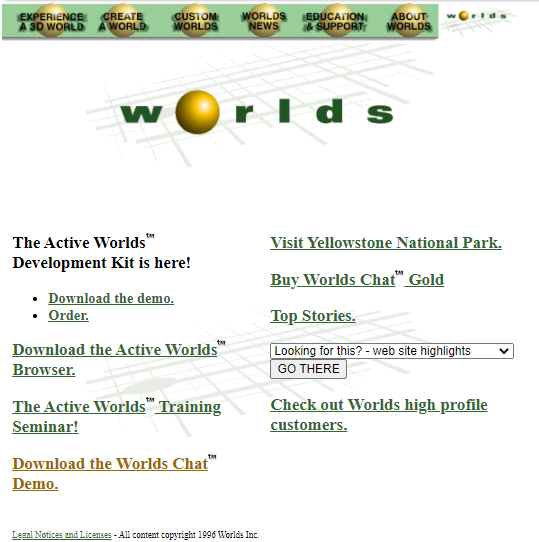 EXPERIENCE A 3D WORLD
CREATE A WORLD
CUSTOM WORLDS
WORLDS NEWS
EDUCATION & SUPPORT
ABOUT WORLDS
worlds
worlds
The Active Worlds™
Development Kit is here!
Download the demo.
Order.
Download the Active Worlds™
Browser.
The Active Worlds™ Training
Seminar!
Download the Worlds Chat™
Demo.
Visit Yellowstone National Park.
Buy Worlds Chat™ Gold
Top Stories.
Looking for this? - web site highlights
GO THERE
Check out Worlds high profile
customers.
Legal Notices and Licenses - All content copyright 1996 Worlds Inc.